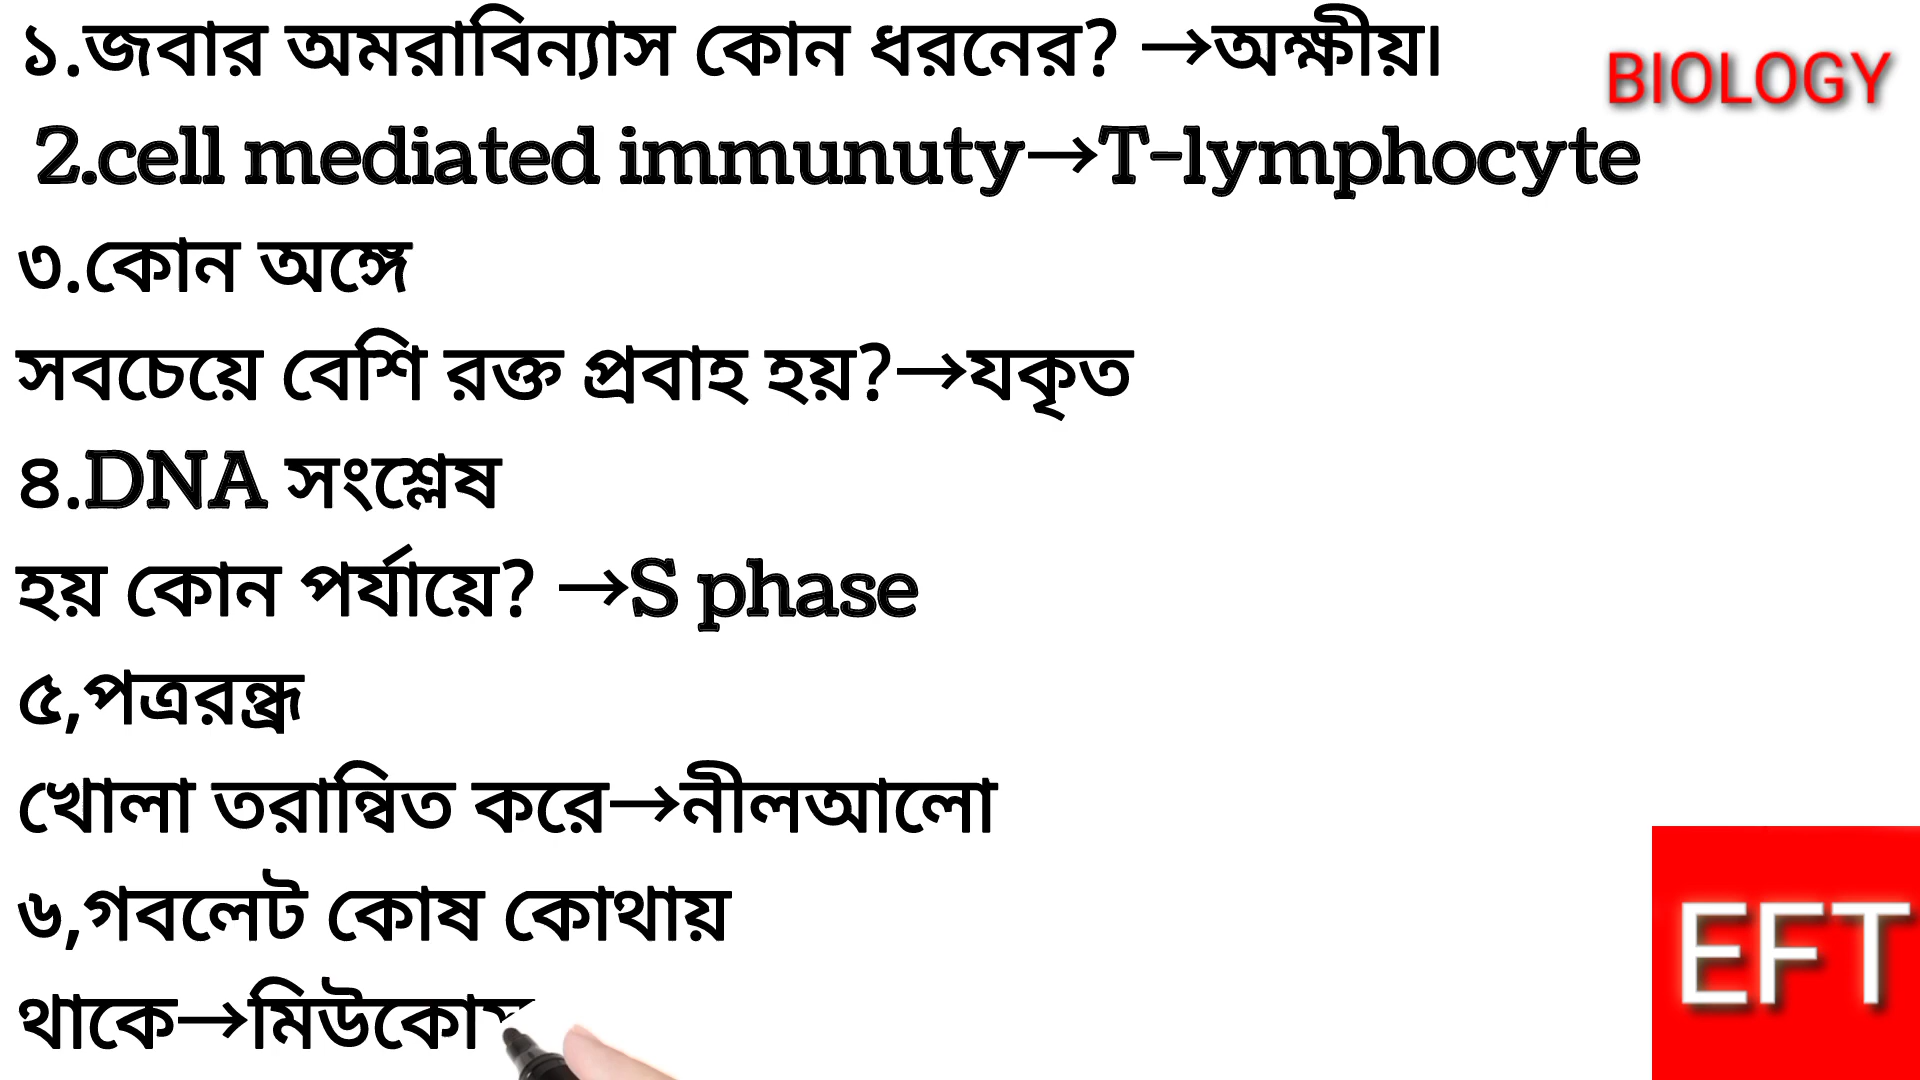 ১.জবার অমরাবিন্যাস কোন ধরনের? →অক্ষীয়।
BIOLOGY
2.cell mediated immunuty→T-lymphocyte
৩.কোন অঙ্গে
সবচেয়ে বেশি রক্ত প্রবাহ হয়?→যকৃত
৪.DNA সংশ্লেষ
হয় কোন পর্যায়ে? →S phase
৫,পত্ররন্ধ্র
খোলা তরান্বিত করে→নীলআলো
৬,গবলেট কোষ কোথায়
থাকে→
EFT